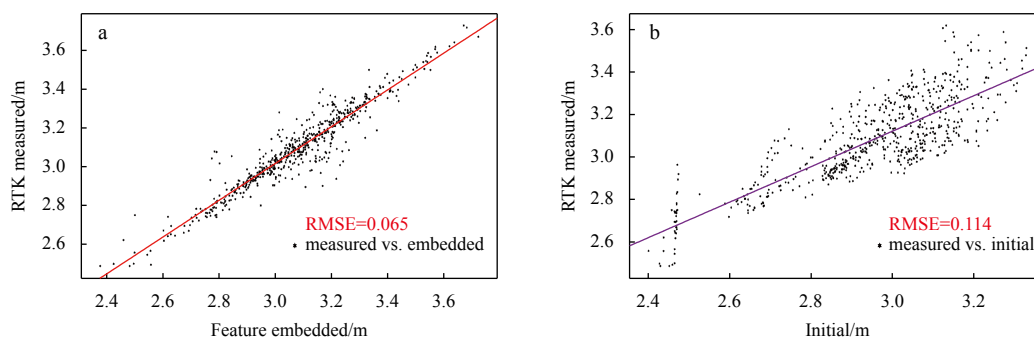 a
3.6
3.4
3.2
3.0
2.8
2.6
RTK measured/m
RMSE=0.065
measured vs. embedded
2.4 2.6 2.8 3.0 3.2 3.4 3.6
Feature embedded/m
b
3.6
3.4
3.2
3.0
2.8
2.6
RTK measured/m
RMSE=0.114
measured vs. initial
2.4 2.6 2.8 3.0 3.2
Initial/m